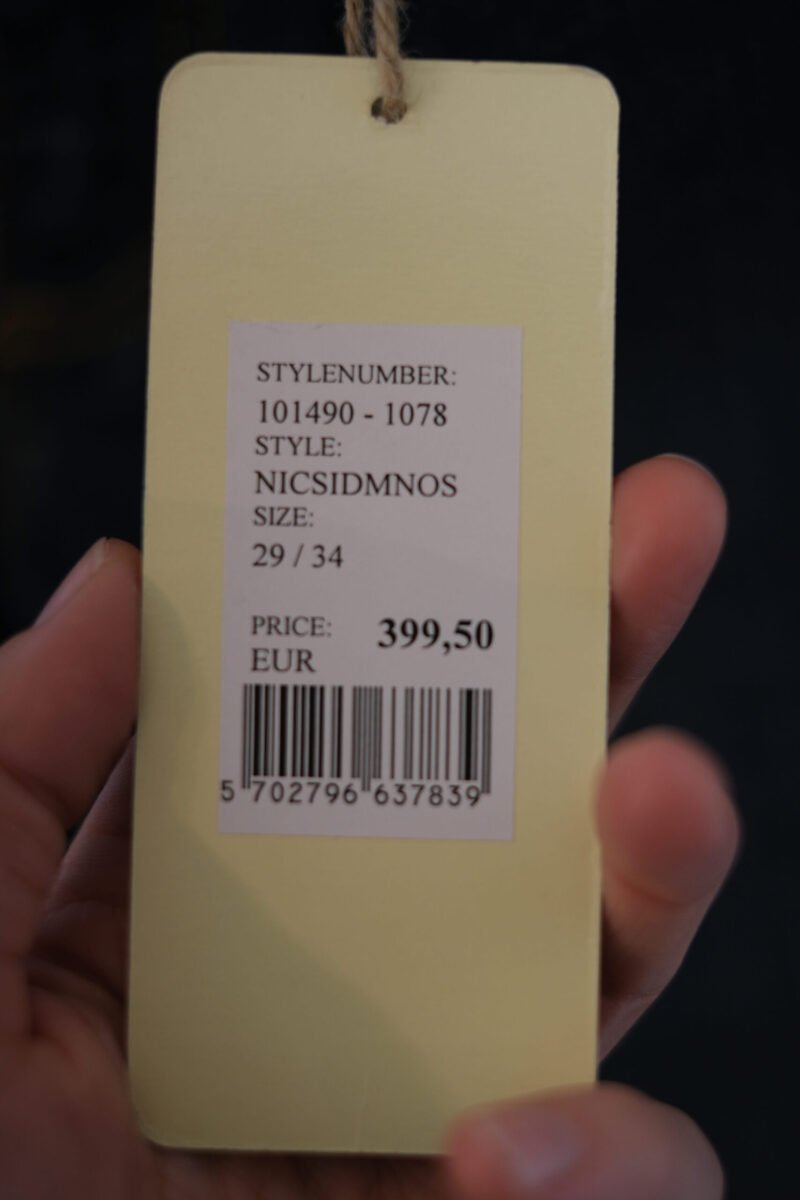 STYLENUMBER:
101490 - 1078
STYLE:
NICSIDMNOS
SIZE:
29 / 34
PRICE: 399,50
EUR
5 702796 637839